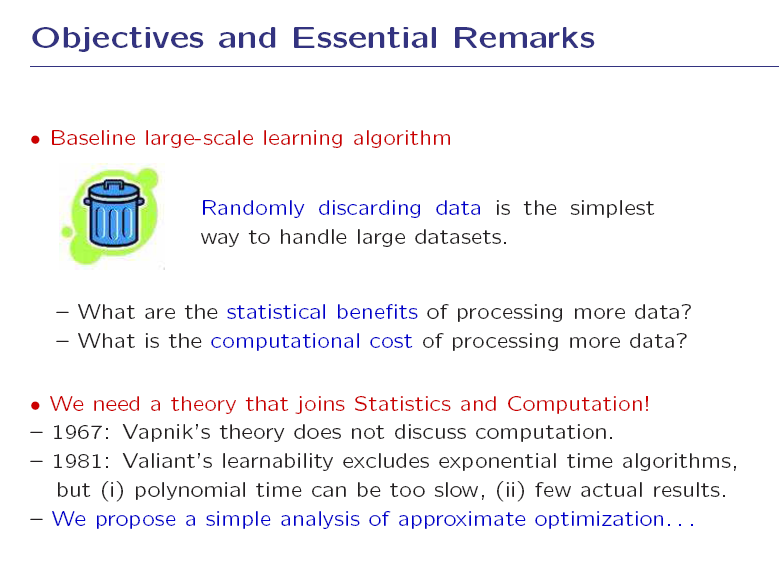 Objectives and Essential Remarks
• Baseline large-scale learning algorithm
Randomly discarding data is the simplest
way to handle large datasets.
– What are the statistical benefits of processing more data?
– What is the computational cost of processing more data?
• We need a theory that joins Statistics and Computation!
– 1967: Vapnik's theory does not discuss computation.
– 1981: Valiant's learnability excludes exponential time algorithms,
but (i) polynomial time can be too slow, (ii) few actual results.
– We propose a simple analysis of approximate optimization. . .